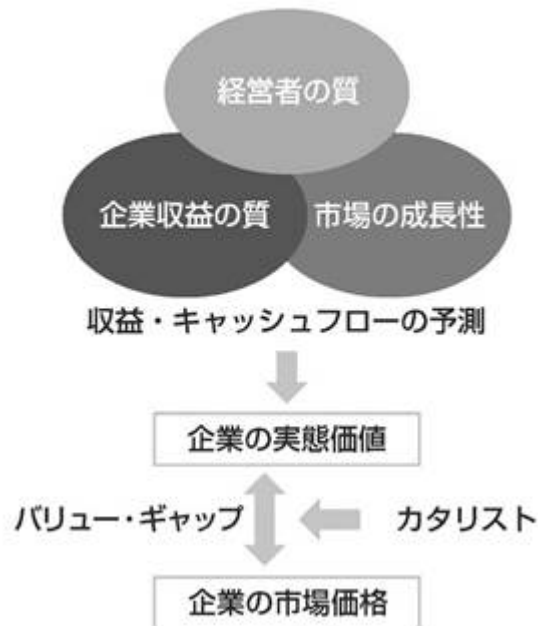 経営者の質
企業収益の質
市場の成長性
収益・キャッシュフローの予測
企業の実態価値
バリュー・ギャップ
カタリスト
企業の市場価格